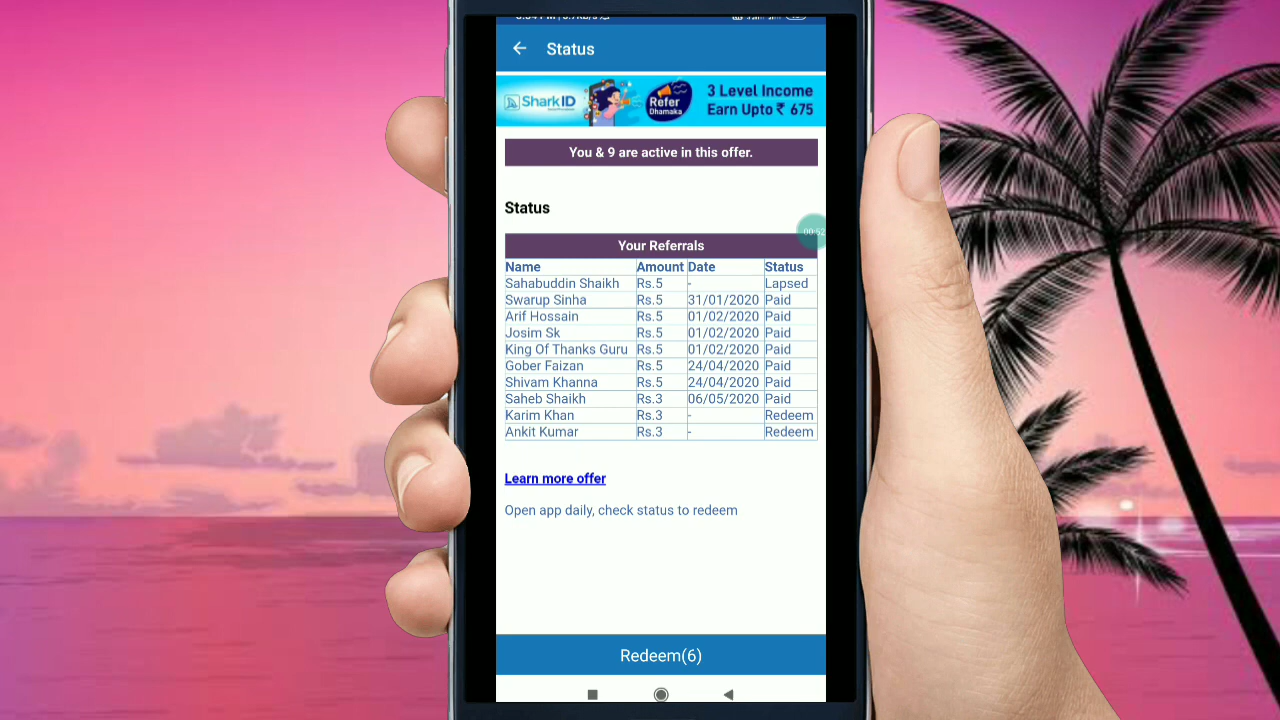 Status
Shark ID
Refer Dhamaka
3 Level Income
Earn Upto ₹ 675
You & 9 are active in this offer.
Status
00:52
Your Referrals
Name Amount Date Status
Sahabuddin Shaikh Rs.5 - Lapsed
Swarup Sinha Rs.5 31/01/2020 Paid
Arif Hossain Rs.5 01/02/2020 Paid
Josim Sk Rs.5 01/02/2020 Paid
King Of Thanks Guru Rs.5 01/02/2020 Paid
Gober Faizan Rs.5 24/04/2020 Paid
Shivam Khanna Rs.5 24/04/2020 Paid
Saheb Shaikh Rs.3 06/05/2020 Paid
Karim Khan Rs.3 - Redeem
Ankit Kumar Rs.3 - Redeem
Learn more offer
Open app daily, check status to redeem
Redeem(6)